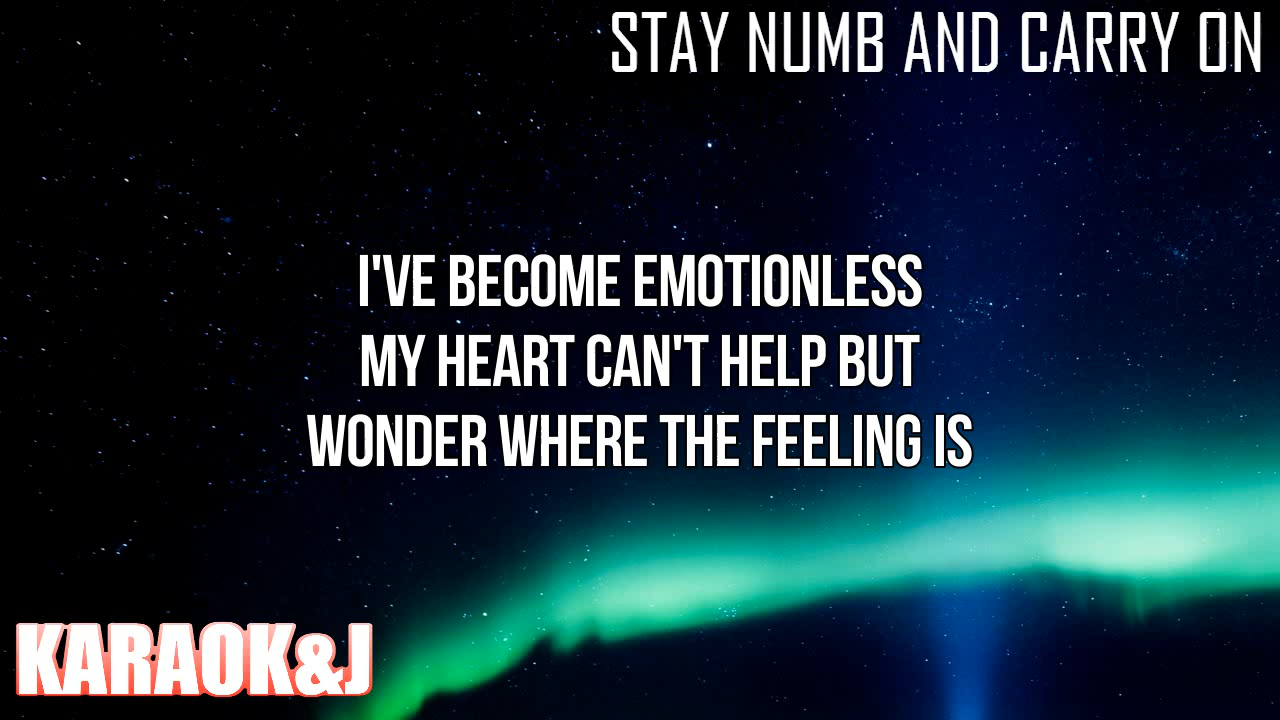 STAY NUMB AND CARRY ON
I'VE BECOME EMOTIONLESS
MY HEART CAN'T HELP BUT
WONDER WHERE THE FEELING IS
KARAOK&J